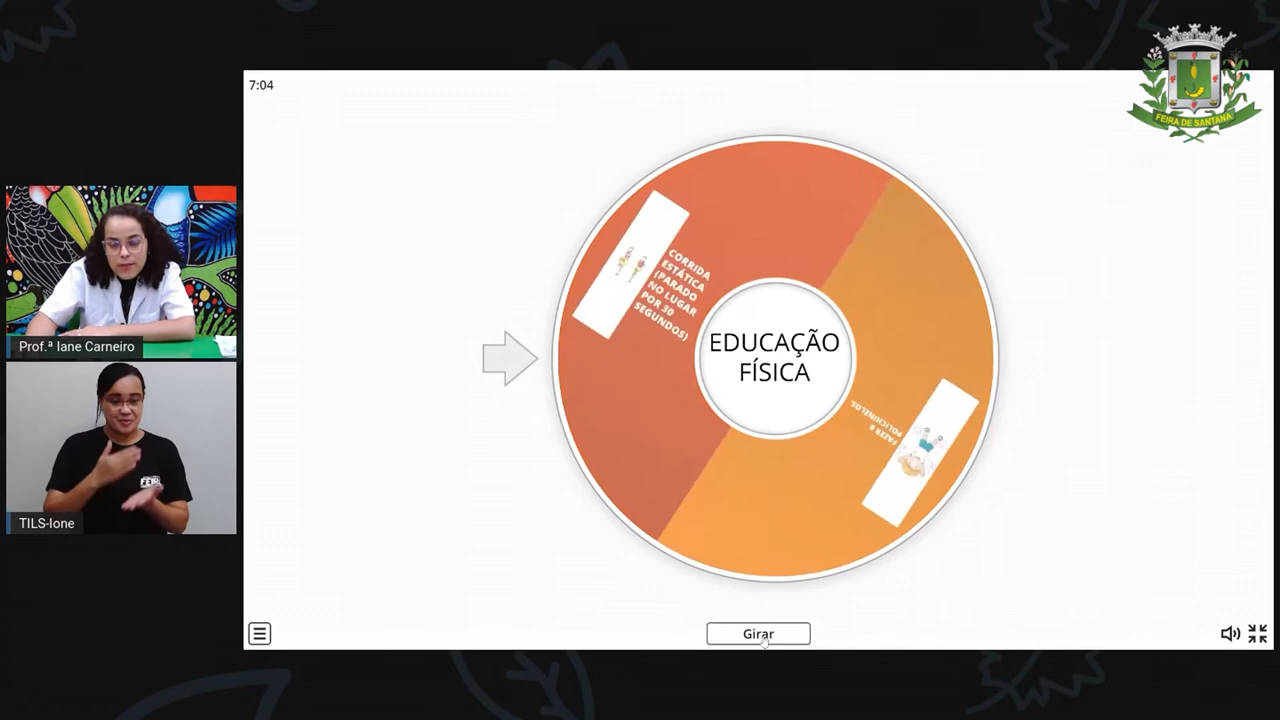 FEIRA DE SANTANA
7:04
CORRIDA
ESTÁTICA
(PARADO
NO LUGAR
POR 30
SEGUNDOS)
EDUCAÇÃO
FÍSICA
FAZER 8
POLICHINELOS.
Prof.ª Iane Carneiro
FEIRA
TILS-Ione
Girar